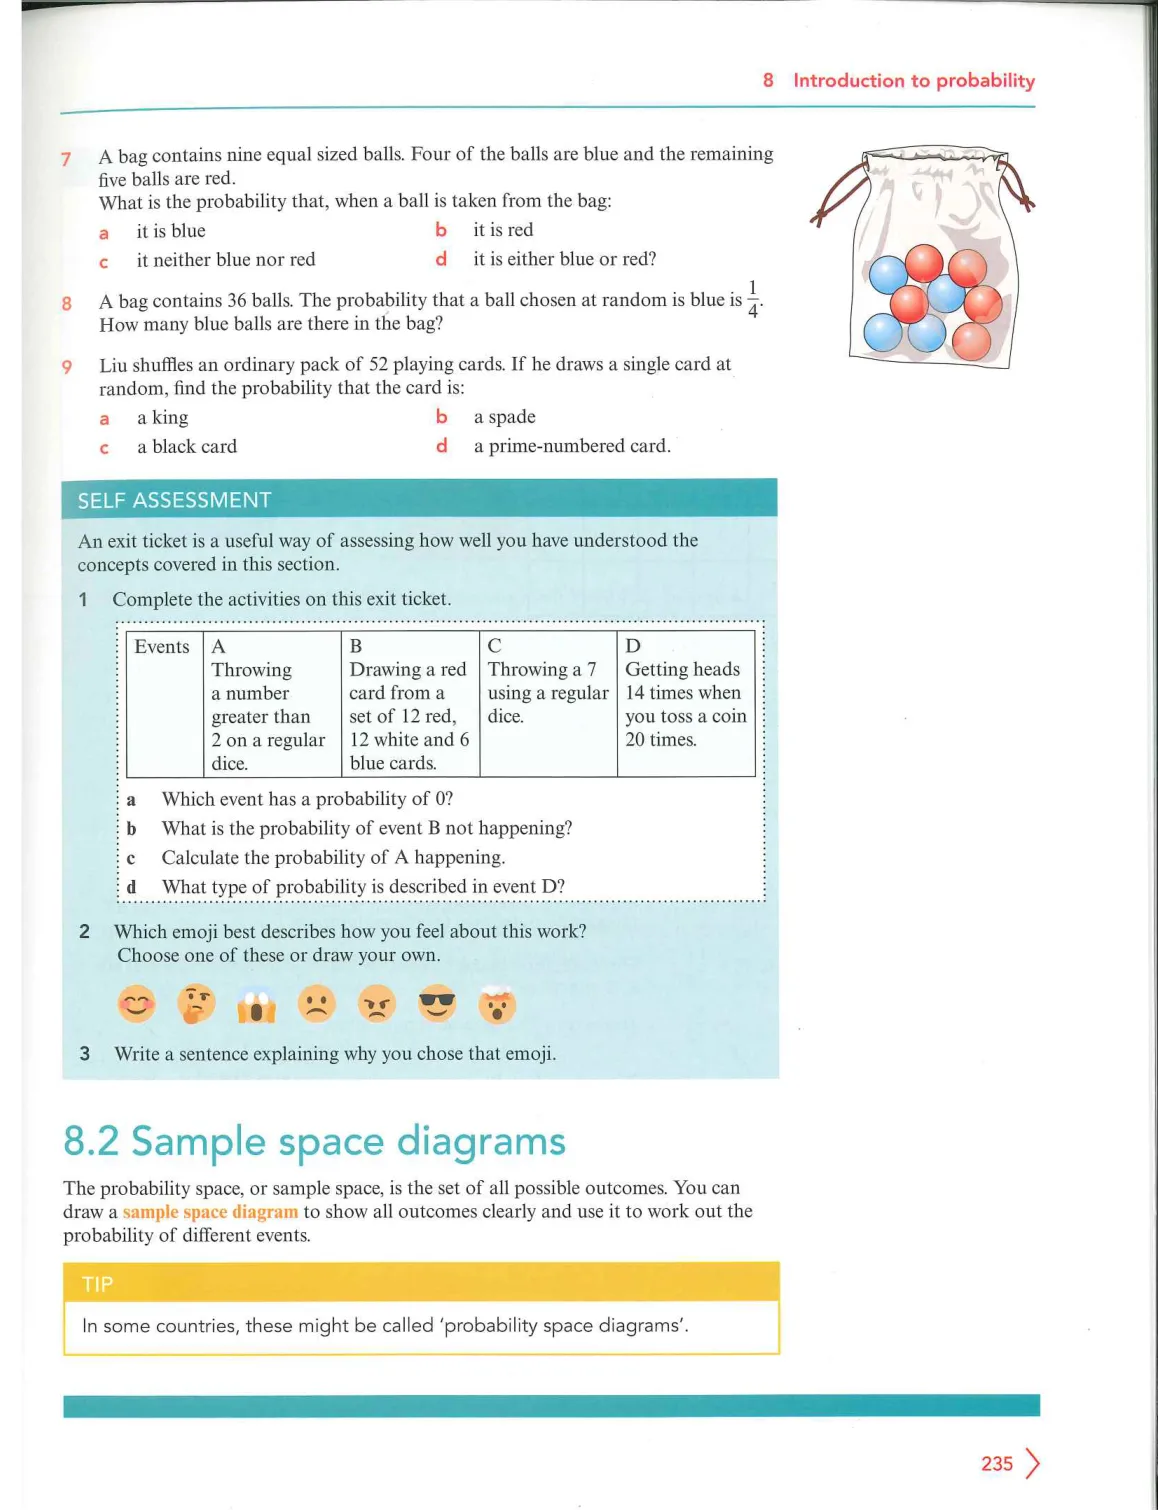 8 Introduction to probability
7 A bag contains nine equal sized balls. Four of the balls are blue and the remaining
five balls are red.
What is the probability that, when a ball is taken from the bag:
a it is blue b it is red
c it neither blue nor red d it is either blue or red?
8 A bag contains 36 balls. The probability that a ball chosen at random is blue is 1/4.
How many blue balls are there in the bag?
9 Liu shuffles an ordinary pack of 52 playing cards. If he draws a single card at
random, find the probability that the card is:
a a king b a spade
c a black card d a prime-numbered card.
SELF ASSESSMENT
An exit ticket is a useful way of assessing how well you have understood the
concepts covered in this section.
1 Complete the activities on this exit ticket.
Events A B C D
Throwing Drawing a red Throwing a 7 Getting heads
a number card from a using a regular 14 times when
greater than set of 12 red, dice. you toss a coin
2 on a regular 12 white and 6 20 times.
dice. blue cards.
a Which event has a probability of 0?
b What is the probability of event B not happening?
c Calculate the probability of A happening.
d What type of probability is described in event D?
2 Which emoji best describes how you feel about this work?
Choose one of these or draw your own.
3 Write a sentence explaining why you chose that emoji.
8.2 Sample space diagrams
The probability space, or sample space, is the set of all possible outcomes. You can
draw a sample space diagram to show all outcomes clearly and use it to work out the
probability of different events.
TIP
In some countries, these might be called 'probability space diagrams'.
235